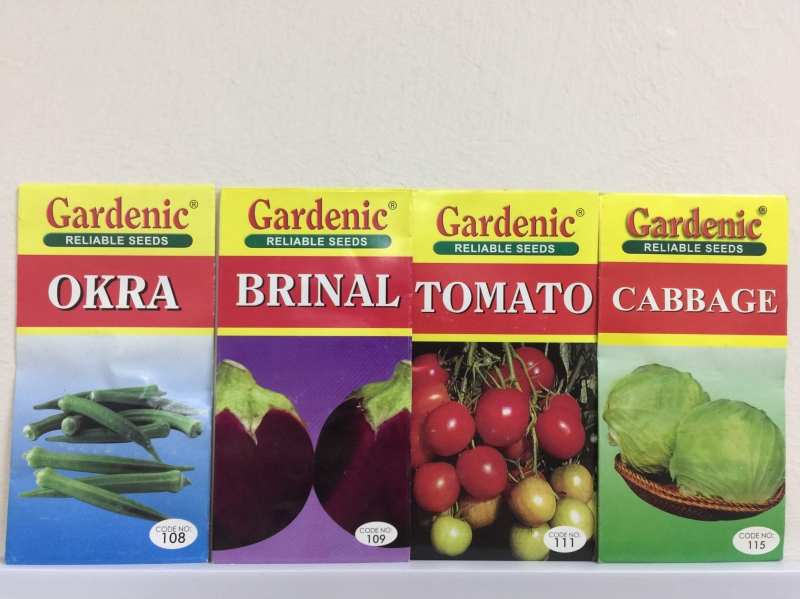 Gardenic®
RELIABLE SEEDS
OKRA
CODE NO:
108
Gardenic®
RELIABLE SEEDS
BRINAL
CODE NO:
109
Gardenic®
RELIABLE SEEDS
TOMATO
CODE NO:
111
Gardenic®
RELIABLE SEEDS
CABBAGE
CODE NO:
115